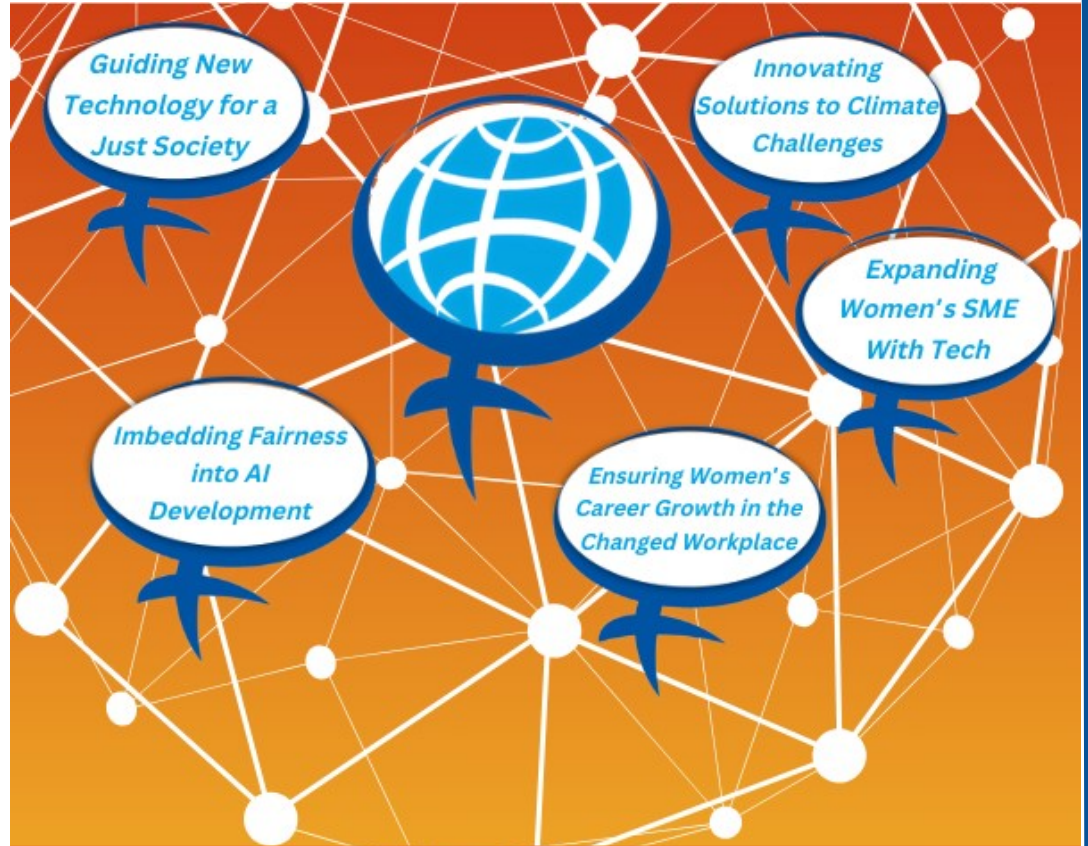 Guiding New
Technology for a
Just Society
Innovating
Solutions to Climate
Challenges
Expanding
Women's SME
With Tech
Imbedding Fairness
into AI
Development
Ensuring Women's
Career Growth in the
Changed Workplace